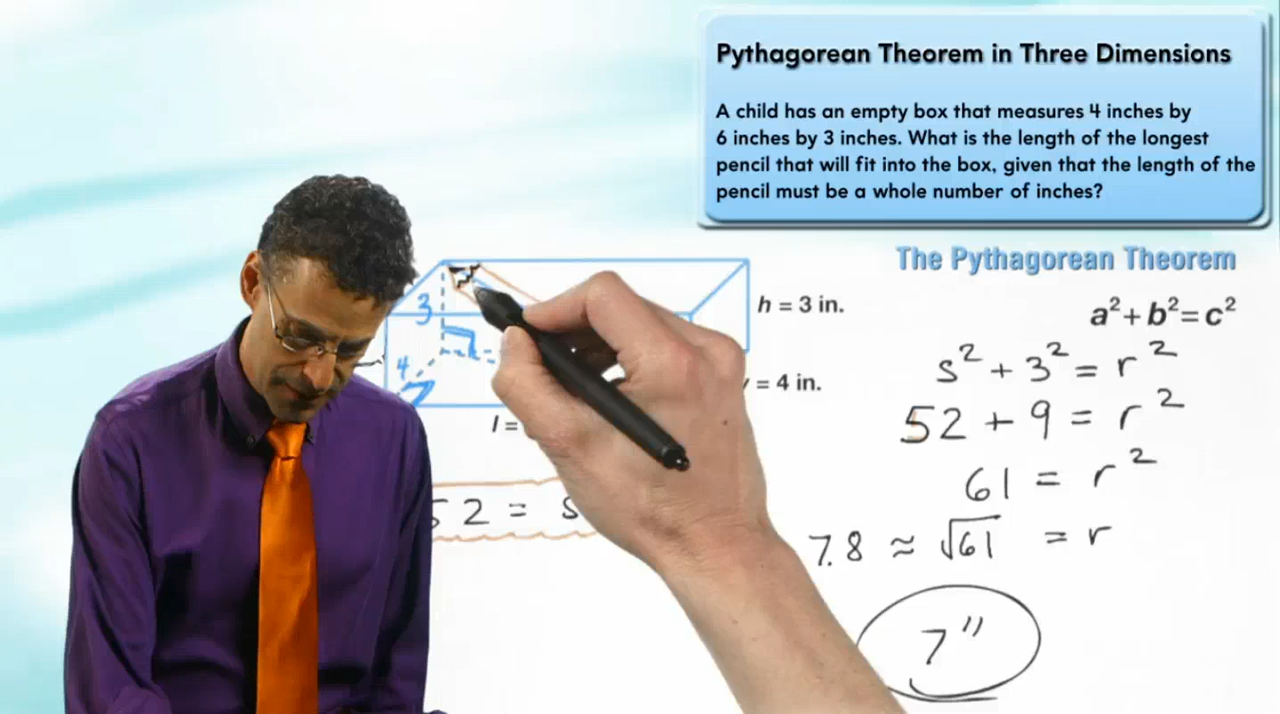 Pythagorean Theorem in Three Dimensions
A child has an empty box that measures 4 inches by
6 inches by 3 inches. What is the length of the longest
pencil that will fit into the box, given that the length of the
pencil must be a whole number of inches?
The Pythagorean Theorem
a²+b²=c²
3
h = 3 in.
4
= 4 in.
l =
s² + 3² = r²
52 + 9 = r²
61 = r²
52 = s
7.8 ≈ √61 = r
7"